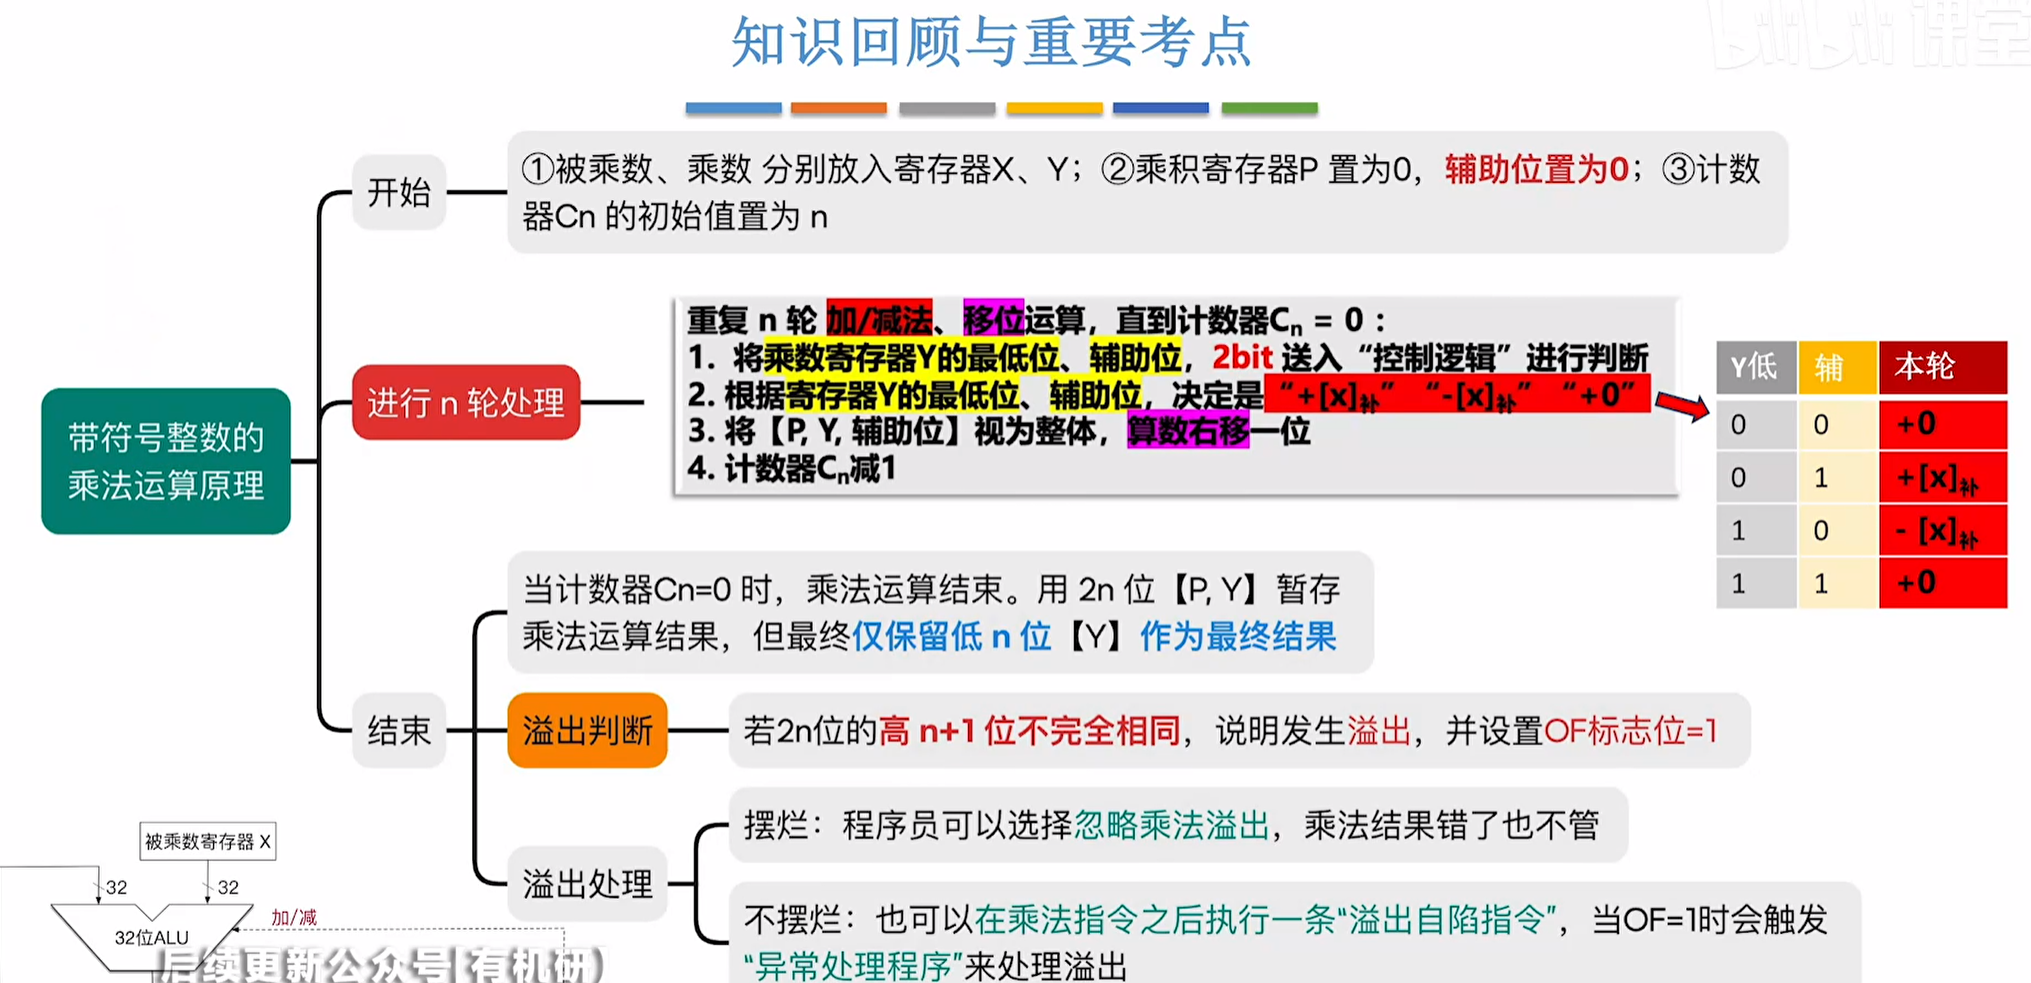 知识回顾与重要考点
bilibili课堂
开始
①被乘数、乘数 分别放入寄存器X、Y；②乘积寄存器P 置为0，辅助位置为0；③计数
器Cn 的初始值置为 n
带符号整数的
乘法运算原理
进行 n 轮处理
重复 n 轮 加/减法、移位运算，直到计数器Cn = 0：
1. 将乘数寄存器Y的最低位、辅助位，2bit 送入“控制逻辑”进行判断
2. 根据寄存器Y的最低位、辅助位，决定是 “+[x]补” “-[x]补” “+0”
3. 将【P, Y, 辅助位】视为整体，算数右移一位
4. 计数器Cn减1
Y低 辅 本轮
0 0 +0
0 1 +[x]补
1 0 - [x]补
1 1 +0
结束
当计数器Cn=0 时，乘法运算结束。用 2n 位【P, Y】暂存
乘法运算结果，但最终仅保留低 n 位【Y】作为最终结果
溢出判断
若2n位的高 n+1 位不完全相同，说明发生溢出，并设置OF标志位=1
溢出处理
摆烂：程序员可以选择忽略乘法溢出，乘法结果错了也不管
不摆烂：也可以在乘法指令之后执行一条“溢出自陷指令”，当OF=1时会触发
“异常处理程序”来处理溢出
被乘数寄存器 X
32
32
加/减
32位ALU
后续更新公众号[有机研)